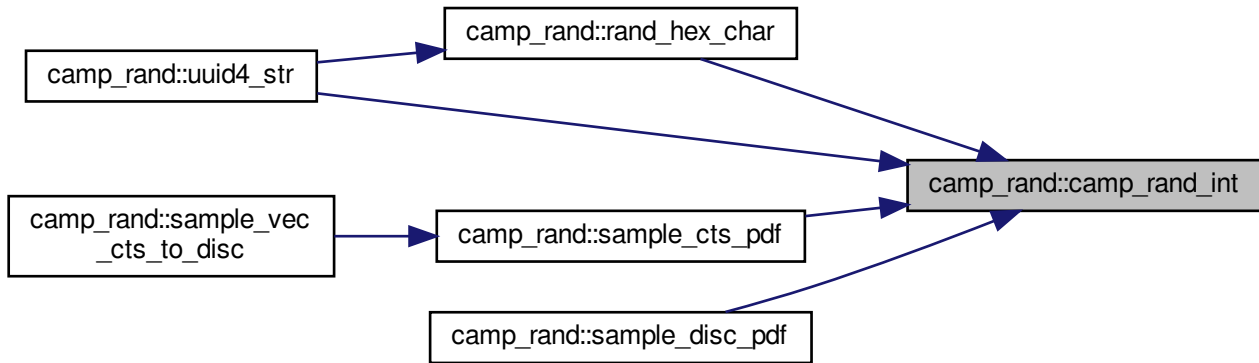 camp_rand::rand_hex_char
camp_rand::uuid4_str
camp_rand::camp_rand_int
camp_rand::sample_vec
_cts_to_disc
camp_rand::sample_cts_pdf
camp_rand::sample_disc_pdf